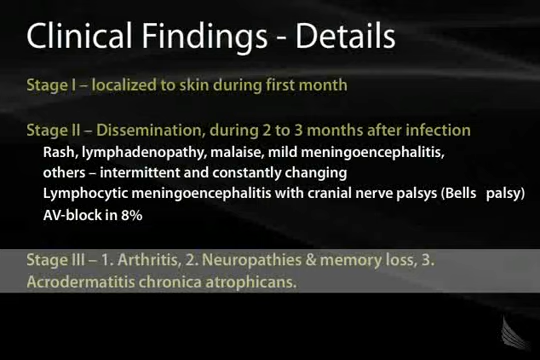 Clinical Findings - Details
Stage I – localized to skin during first month
Stage II – Dissemination, during 2 to 3 months after infection
Rash, lymphadenopathy, malaise, mild meningoencephalitis,
others – intermittent and constantly changing
Lymphocytic meningoencephalitis with cranial nerve palsys (Bells palsy)
AV-block in 8%
Stage III – 1. Arthritis, 2. Neuropathies & memory loss, 3.
Acrodermatitis chronica atrophicans.